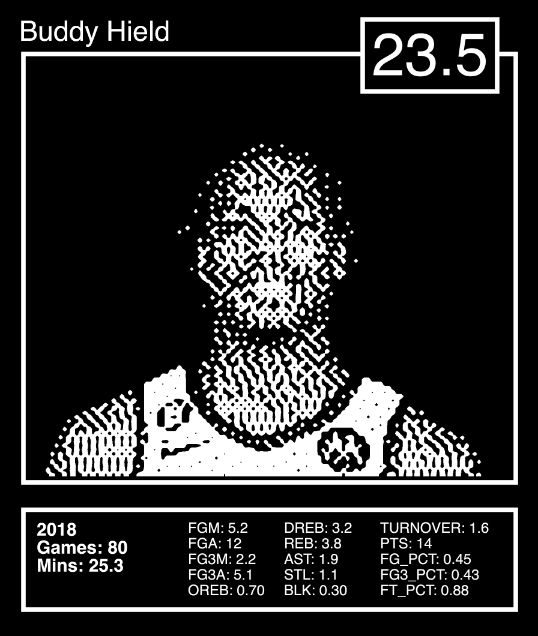 Buddy Hield
23.5
2018
Games: 80
Mins: 25.3
FGM: 5.2
FGA: 12
FG3M: 2.2
FG3A: 5.1
OREB: 0.70
DREB: 3.2
REB: 3.8
AST: 1.9
STL: 1.1
BLK: 0.30
TURNOVER: 1.6
PTS: 14
FG_PCT: 0.45
FG3_PCT: 0.43
FT_PCT: 0.88